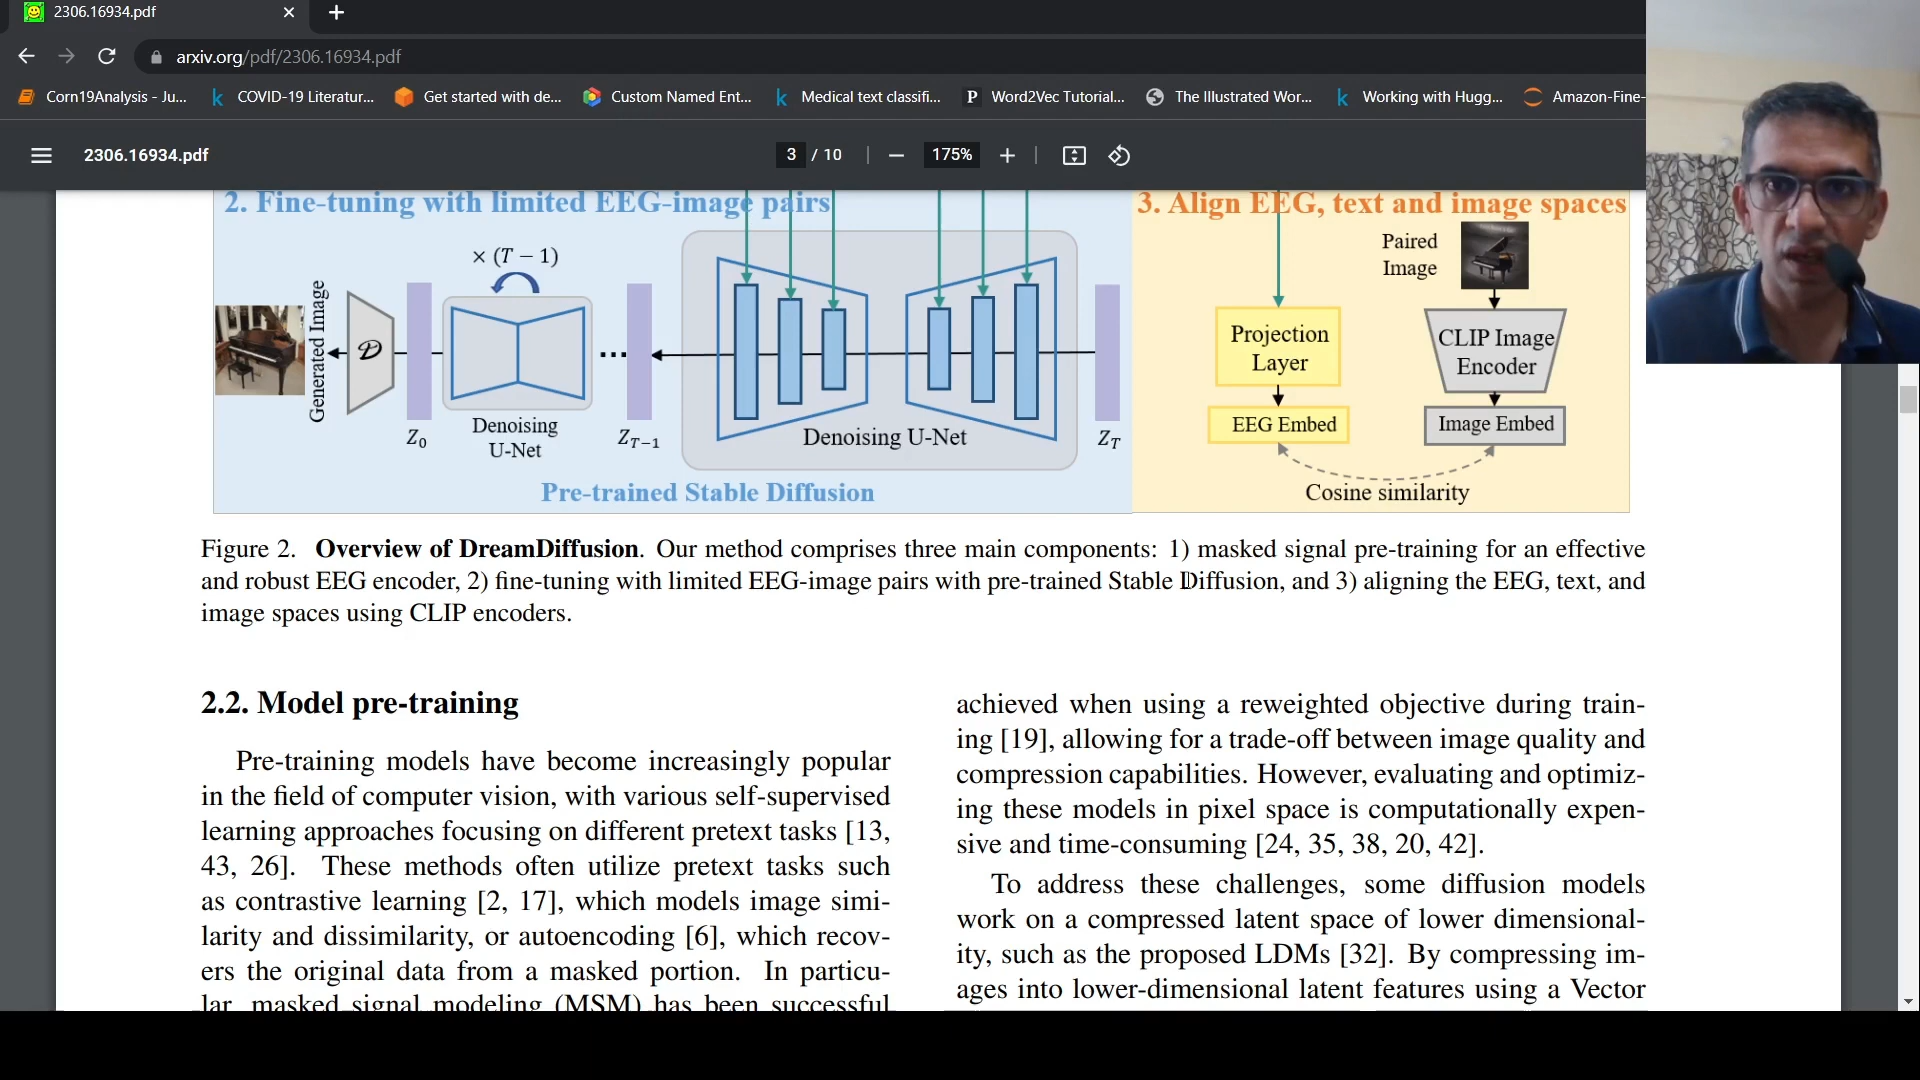 2306.16934.pdf
arxiv.org/pdf/2306.16934.pdf
Corn19Analysis - Ju...
COVID-19 Literatur...
Get started with de...
Custom Named Ent...
Medical text classifi...
Word2Vec Tutorial...
The Illustrated Wor...
Working with Hugg...
Amazon-Fine-
2306.16934.pdf
3 / 10
175%
2. Fine-tuning with limited EEG-image pairs
3. Align EEG, text and image spaces
× (T − 1)
Paired
Image
Generated Image
D
Projection
Layer
CLIP Image
Encoder
...
EEG Embed
Image Embed
Z0
Denoising
U-Net
ZT−1
Denoising U-Net
ZT
Pre-trained Stable Diffusion
Cosine similarity
Figure 2. Overview of DreamDiffusion. Our method comprises three main components: 1) masked signal pre-training for an effective
and robust EEG encoder, 2) fine-tuning with limited EEG-image pairs with pre-trained Stable Diffusion, and 3) aligning the EEG, text, and
image spaces using CLIP encoders.
2.2. Model pre-training
Pre-training models have become increasingly popular
in the field of computer vision, with various self-supervised
learning approaches focusing on different pretext tasks [13,
43, 26]. These methods often utilize pretext tasks such
as contrastive learning [2, 17], which models image simi-
larity and dissimilarity, or autoencoding [6], which recov-
ers the original data from a masked portion. In particu-
lar, masked signal modeling (MSM) has been successful
achieved when using a reweighted objective during train-
ing [19], allowing for a trade-off between image quality and
compression capabilities. However, evaluating and optimiz-
ing these models in pixel space is computationally expen-
sive and time-consuming [24, 35, 38, 20, 42].
To address these challenges, some diffusion models
work on a compressed latent space of lower dimensional-
ity, such as the proposed LDMs [32]. By compressing im-
ages into lower-dimensional latent features using a Vector